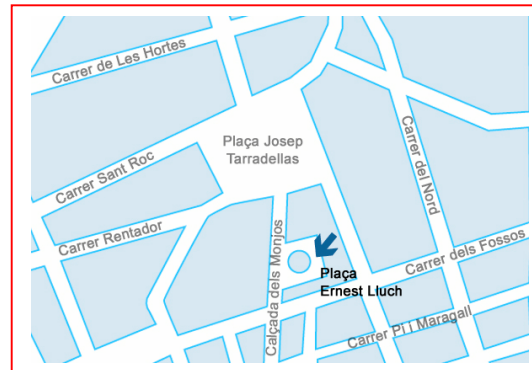 Carrer de Les Hortes
Plaça Josep
Tarradellas
Carrer Sant Roc
Carrer del Nord
Carrer Rentador
Calçada dels Monjos
Carrer dels Fossos
Plaça
Ernest Lluch
Carrer Pi i Maragall